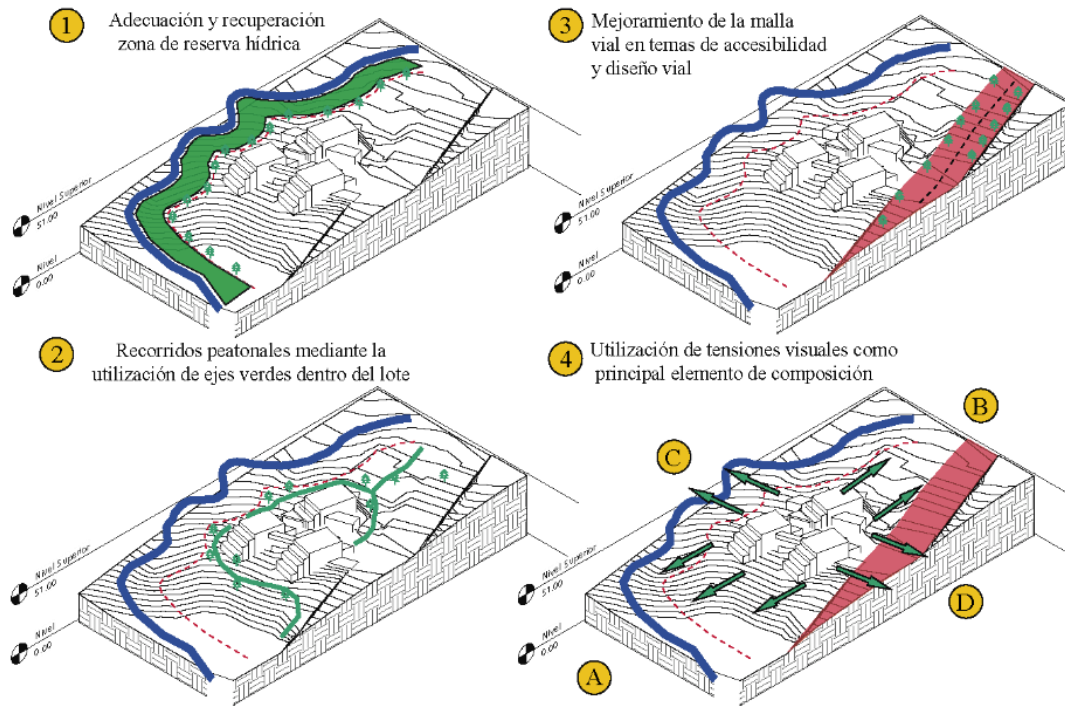 1
Adecuación y recuperación
zona de reserva hídrica
Nivel Superior
51.00
Nivel
0.00
2
Recorridos peatonales mediante la
utilización de ejes verdes dentro del lote
Nivel Superior
51.00
Nivel
0.00
3
Mejoramiento de la malla
vial en temas de accesibilidad
y diseño vial
Nivel Superior
51.00
Nivel
0.00
4
Utilización de tensiones visuales como
principal elemento de composición
B
C
Nivel Superior
51.00
D
Nivel
0.00
A